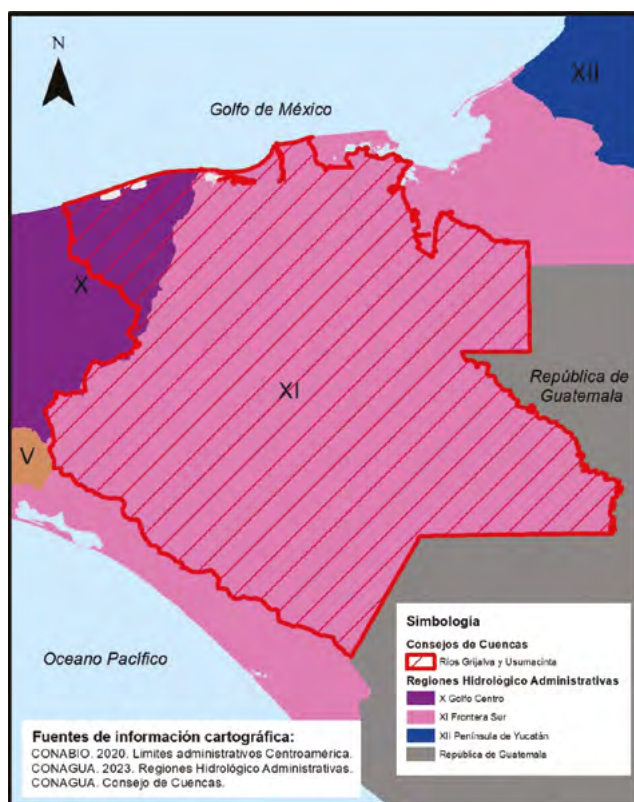 N
XII
Golfo de México
X
XI
República de
Guatemala
V
Oceano Pacífico
Simbología
Consejos de Cuencas
Ríos Grijalva y Usumacinta
Regiones Hidrológico Administrativas
X Golfo Centro
XI Frontera Sur
XII Península de Yucatán
República de Guatemala
Fuentes de información cartográfica:
CONABIO. 2020. Limites administrativos Centroamérica.
CONAGUA. 2023. Regiones Hidrológico Administrativas.
CONAGUA. Consejo de Cuencas.